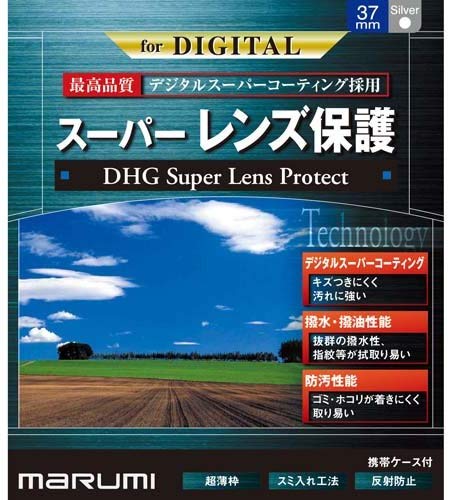 37
mm
Silver
for DIGITAL
最高品質 デジタルスーパーコーティング採用
スーパー レンズ保護
DHG Super Lens Protect
Technology
デジタルスーパーコーティング
キズつきにくく
汚れに強い
撥水・撥油性能
抜群の撥水性、
指紋等が拭取り易い
防汚性能
ゴミ・ホコリが着きにくく
取り易い
携帯ケース付
marumi 超薄枠 スミ入れ工法 反射防止